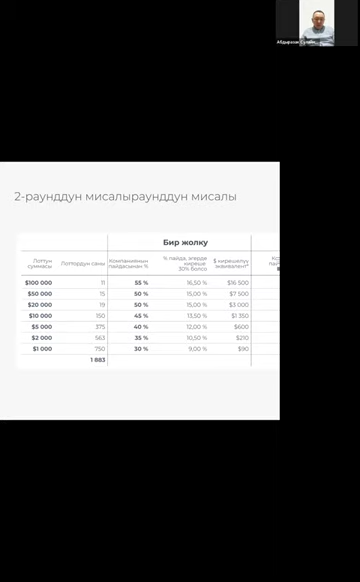 Абдыразак
2-раунддун мисалыраунддун мисалы
Бир жолку
Лоттун суммасы Лоттордун саны Компаниянын пайдасынан % % пайда, эгерде киреше 30% болсо $ кирешелүү эквивалент*
$100 000 11 55 % 16,50 % $16 500
$50 000 15 50 % 15,00 % $7 500
$20 000 19 50 % 15,00 % $3 000
$10 000 150 45 % 13,50 % $1 350
$5 000 375 40 % 12,00 % $600
$2 000 563 35 % 10,50 % $210
$1 000 750 30 % 9,00 % $90
1 883